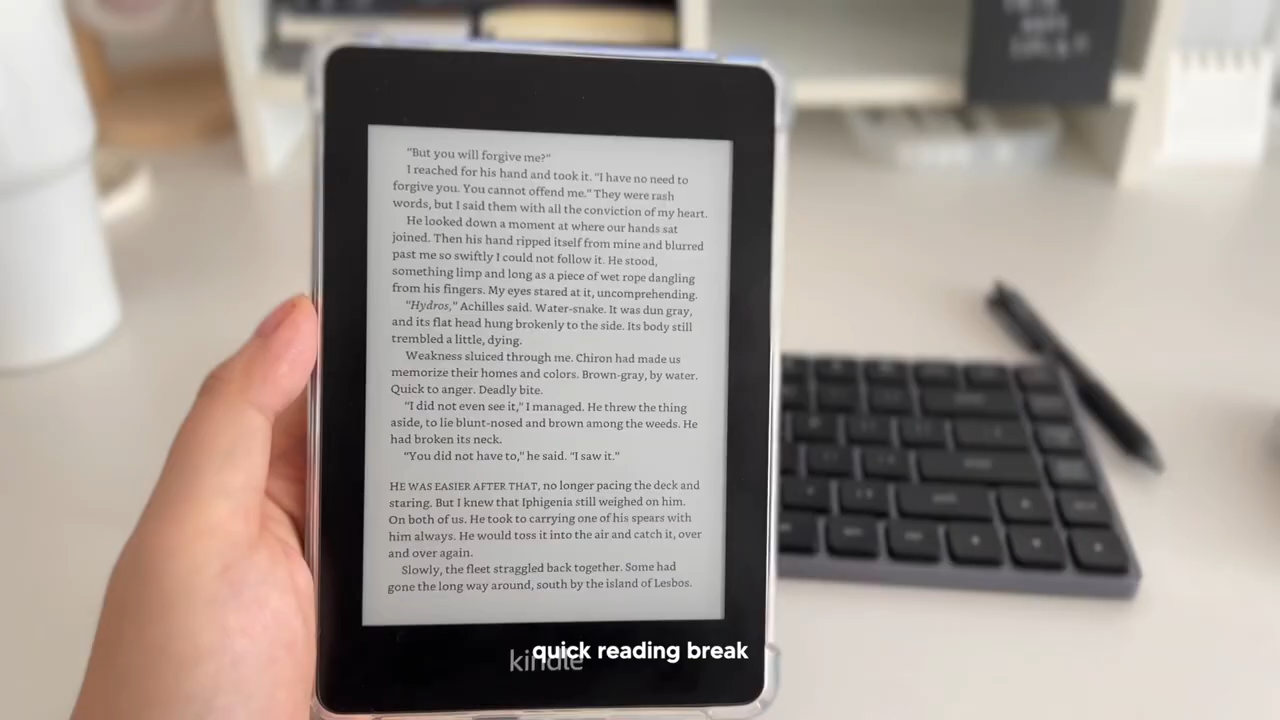 "But you will forgive me?"
I reached for his hand and took it. "I have no need to
forgive you. You cannot offend me." They were rash
words, but I said them with all the conviction of my heart.
He looked down a moment at where our hands sat
joined. Then his hand ripped itself from mine and blurred
past me so swiftly I could not follow it. He stood,
something limp and long as a piece of wet rope dangling
from his fingers. My eyes stared at it, uncomprehending.
"Hydros," Achilles said. Water-snake. It was dun gray,
and its flat head hung brokenly to the side. Its body still
trembled a little, dying.
Weakness sluiced through me. Chiron had made us
memorize their homes and colors. Brown-gray, by water.
Quick to anger. Deadly bite.
"I did not even see it," I managed. He threw the thing
aside, to lie blunt-nosed and brown among the weeds. He
had broken its neck.
"You did not have to," he said. "I saw it."
HE WAS EASIER AFTER THAT, no longer pacing the deck and
staring. But I knew that Iphigenia still weighed on him.
On both of us. He took to carrying one of his spears with
him always. He would toss it into the air and catch it, over
and over again.
Slowly, the fleet straggled back together. Some had
gone the long way around, south by the island of Lesbos.
quick reading break
kindle